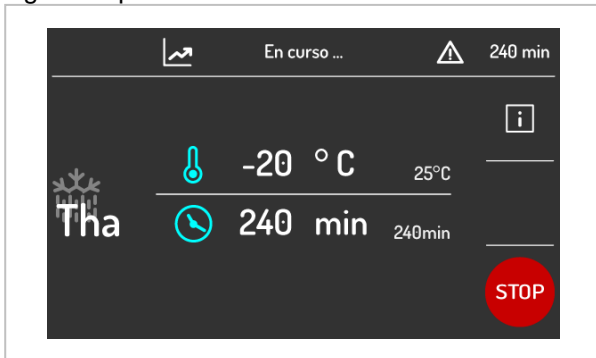 En curso ... 240 min
i
-20 °C 25°C
Tha
240 min 240min
STOP